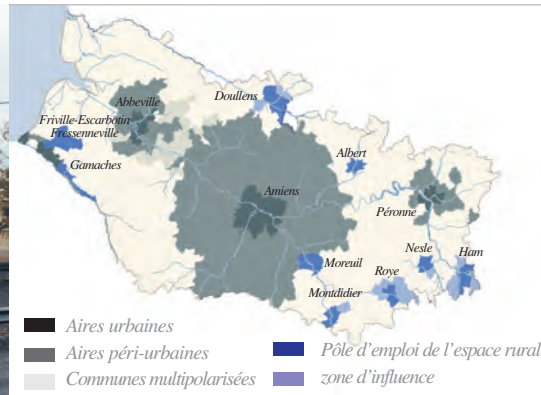 Abbeville
Doullens
Friville-Escarbotin
Fressenneville
Gamaches
Albert
Amiens
Péronne
Moreuil
Nesle
Ham
Roye
Montdidier
Aires urbaines
Aires péri-urbaines
Pôle d'emploi de l'espace rural
Communes multipolarisées
zone d'influence